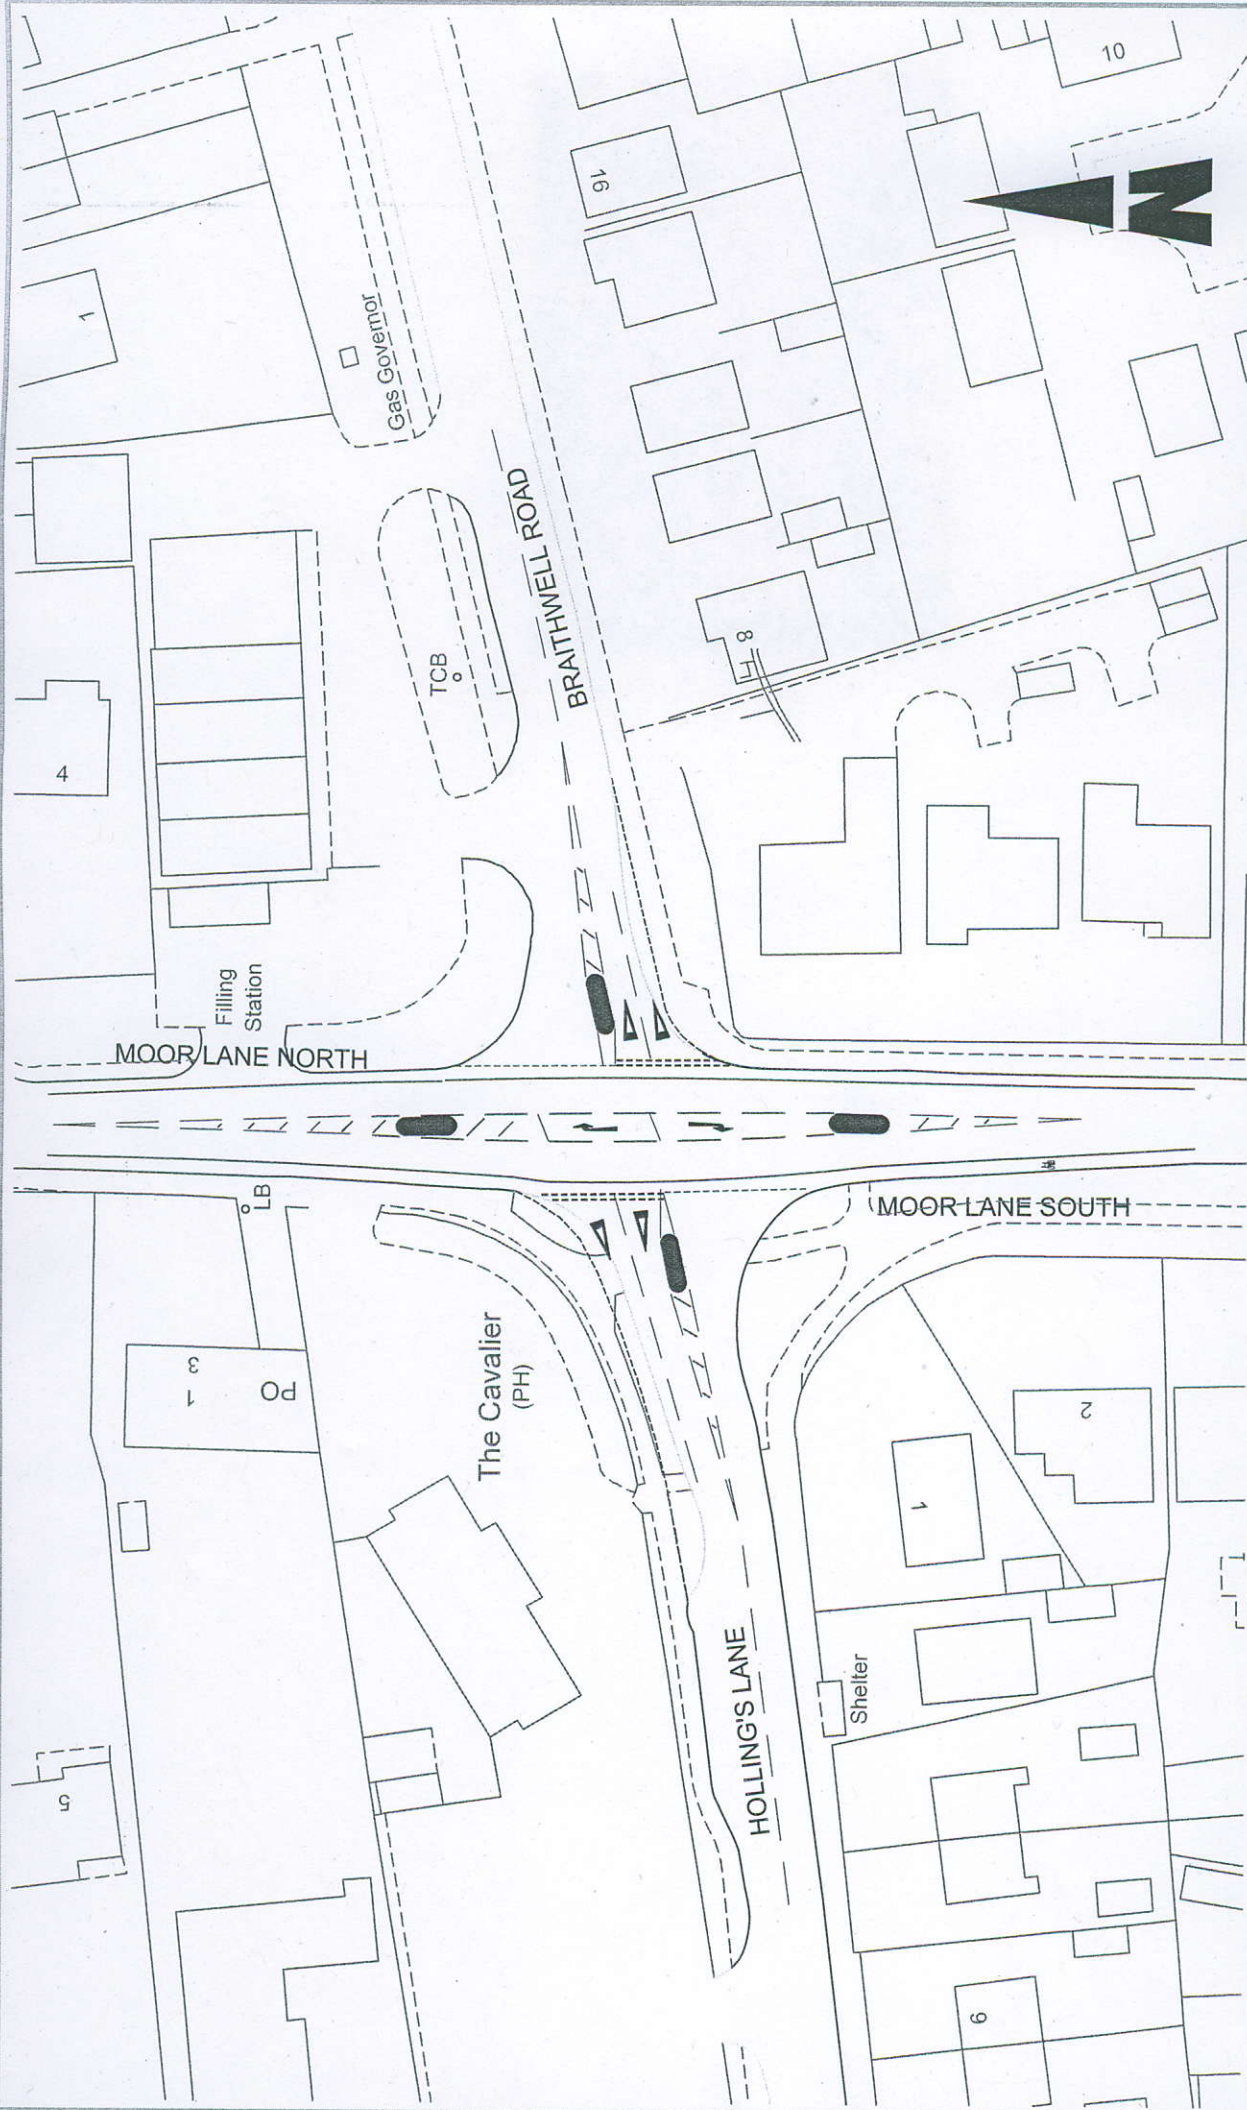 10
16
1
Gas Governor
N
BRAITHWELL ROAD
TCB
8
4
Filling
Station
MOOR LANE NORTH
LB
MOOR LANE SOUTH
3
1
PO
The Cavalier
(PH)
2
1
HOLLING'S LANE
Shelter
5
9